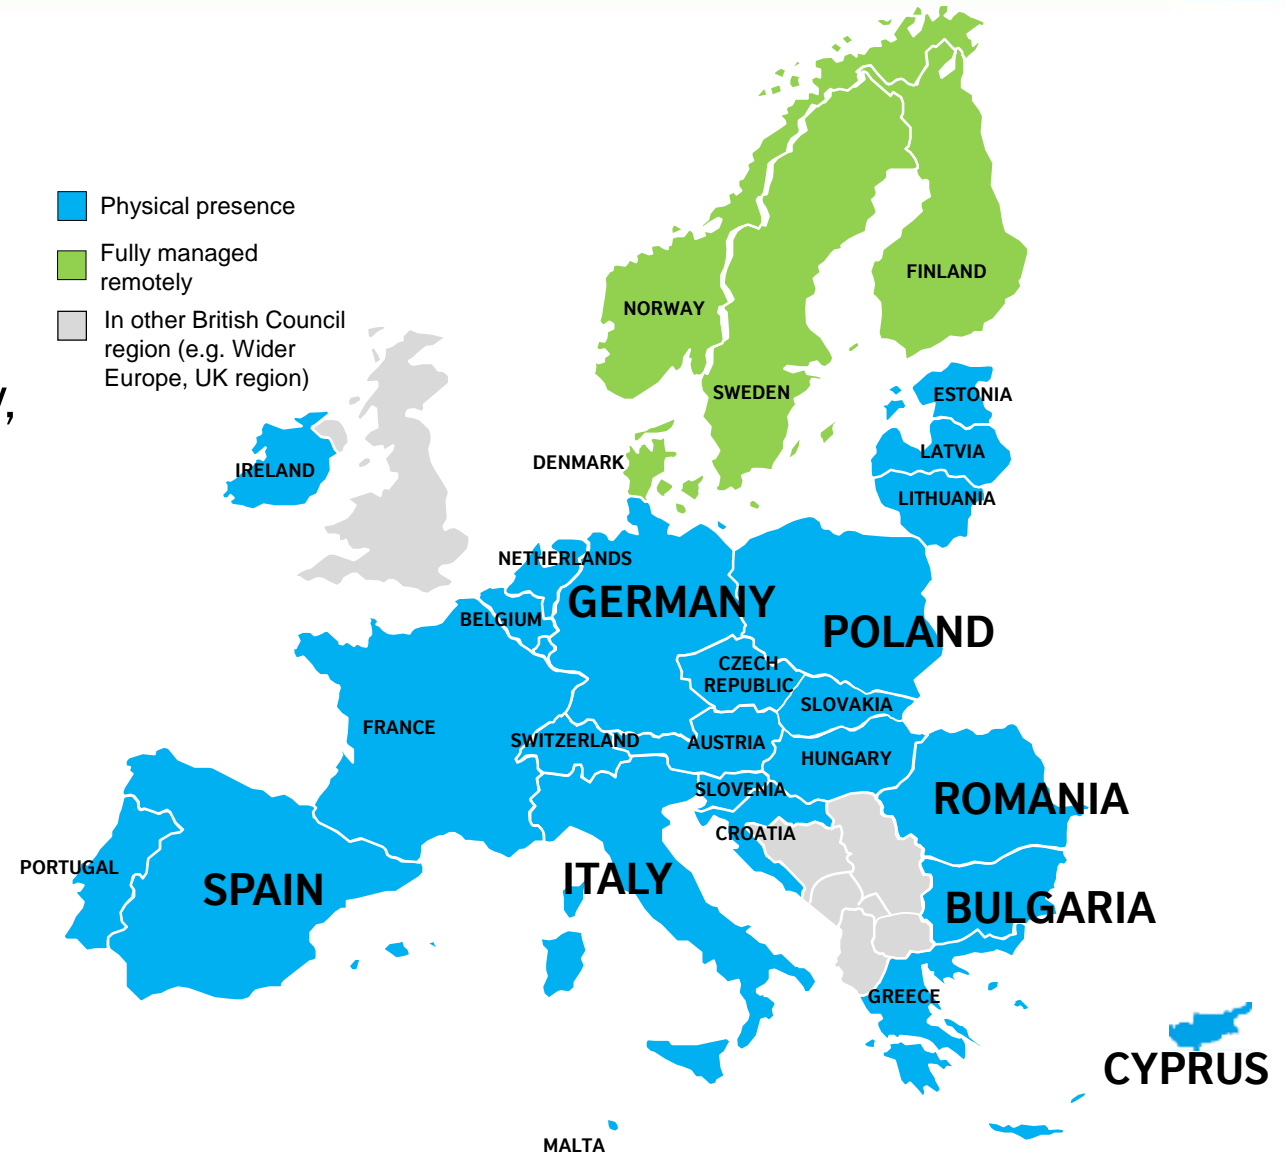 Physical presence
Fully managed
remotely
In other British Council
region (e.g. Wider
Europe, UK region)
,
NORWAY
FINLAND
SWEDEN
ESTONIA
LATVIA
LITHUANIA
DENMARK
IRELAND
NETHERLANDS
GERMANY
BELGIUM
POLAND
CZECH
REPUBLIC
SLOVAKIA
FRANCE
SWITZERLAND
AUSTRIA
HUNGARY
SLOVENIA
ROMANIA
CROATIA
PORTUGAL
SPAIN
ITALY
BULGARIA
GREECE
CYPRUS
MALTA